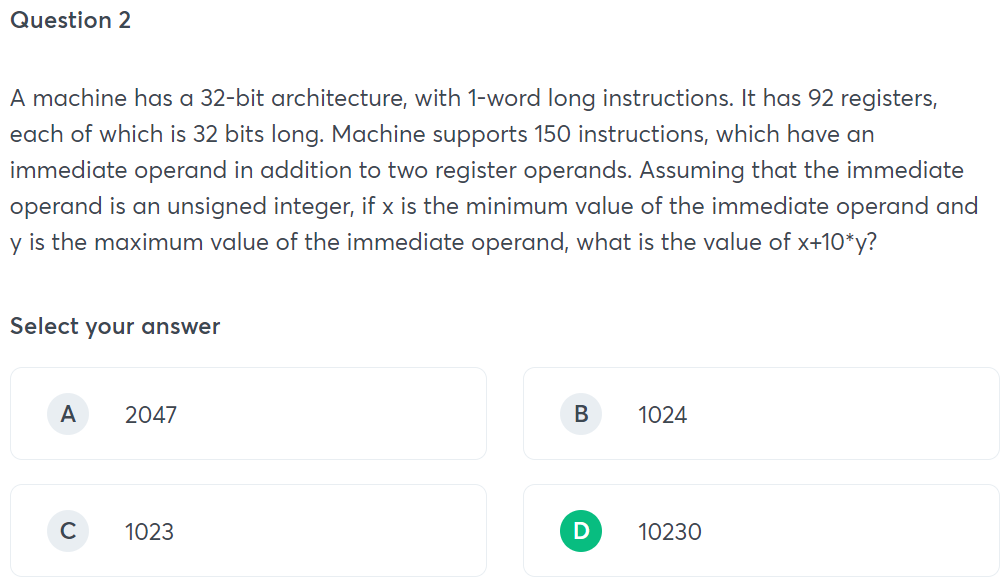 Question 2
A machine has a 32-bit architecture, with 1-word long instructions. It has 92 registers,
each of which is 32 bits long. Machine supports 150 instructions, which have an
immediate operand in addition to two register operands. Assuming that the immediate
operand is an unsigned integer, if x is the minimum value of the immediate operand and
y is the maximum value of the immediate operand, what is the value of x+10*y?
Select your answer
A 2047
B 1024
C 1023
D 10230